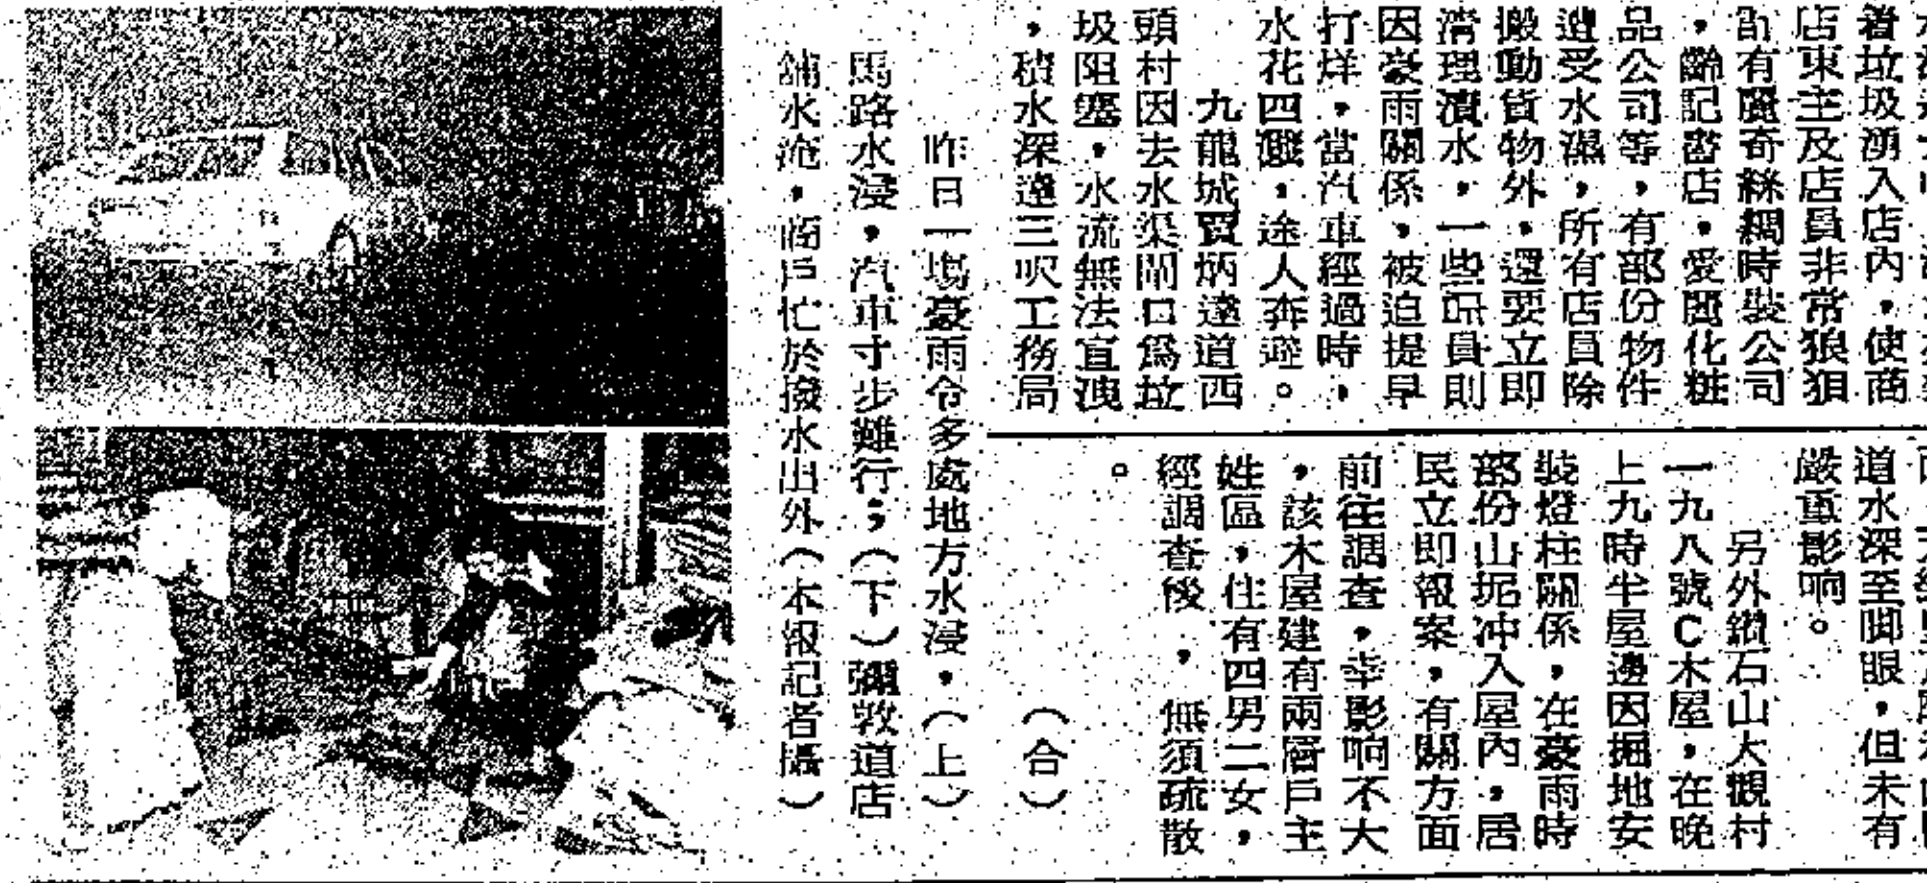 着垃圾湧入店內，使商
店東主及店員非常狼狽
計有麗奇絲綢時裝公司
，齡記書店，愛圖化粧
品公司等，有部份物件
遭受水濕，所有店員除
搬動貨物外，還要立即
清理漬水，一些店員則
因豪雨關係，被迫提早
打烊，當汽車經過時，
水花四濺，途人奔避。
九龍城賈炳達道西
頭村因去水渠閘口為垃
圾阻塞，水流無法宣洩
，積水深達三呎工務局
道水深至脚眼，但未有
嚴重影响。
另外鑽石山大觀村
一九八號C木屋，在晚
上九時半屋邊因掘地安
裝燈柱關係，在豪雨時
部份山坭冲入屋內，居
民立即報案，有關方面
前往調查，幸影响不大
，該木屋建有兩層戶主
姓區，住有四男二女，
經調查後，無須疏散
。
（合）
昨日一場豪雨令多處地方水浸，（上）
馬路水浸，汽車寸步難行；（下）彌敦道店
舖水淹，商戶忙於撥水出外（本報記者攝）